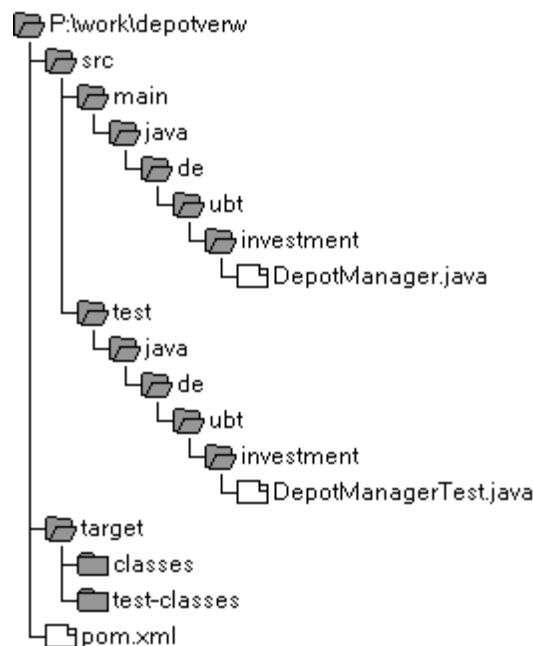 P:\work\depotverw
src
main
java
de
ubt
investment
DepotManager.java
test
java
de
ubt
investment
DepotManagerTest.java
target
classes
test-classes
pom.xml